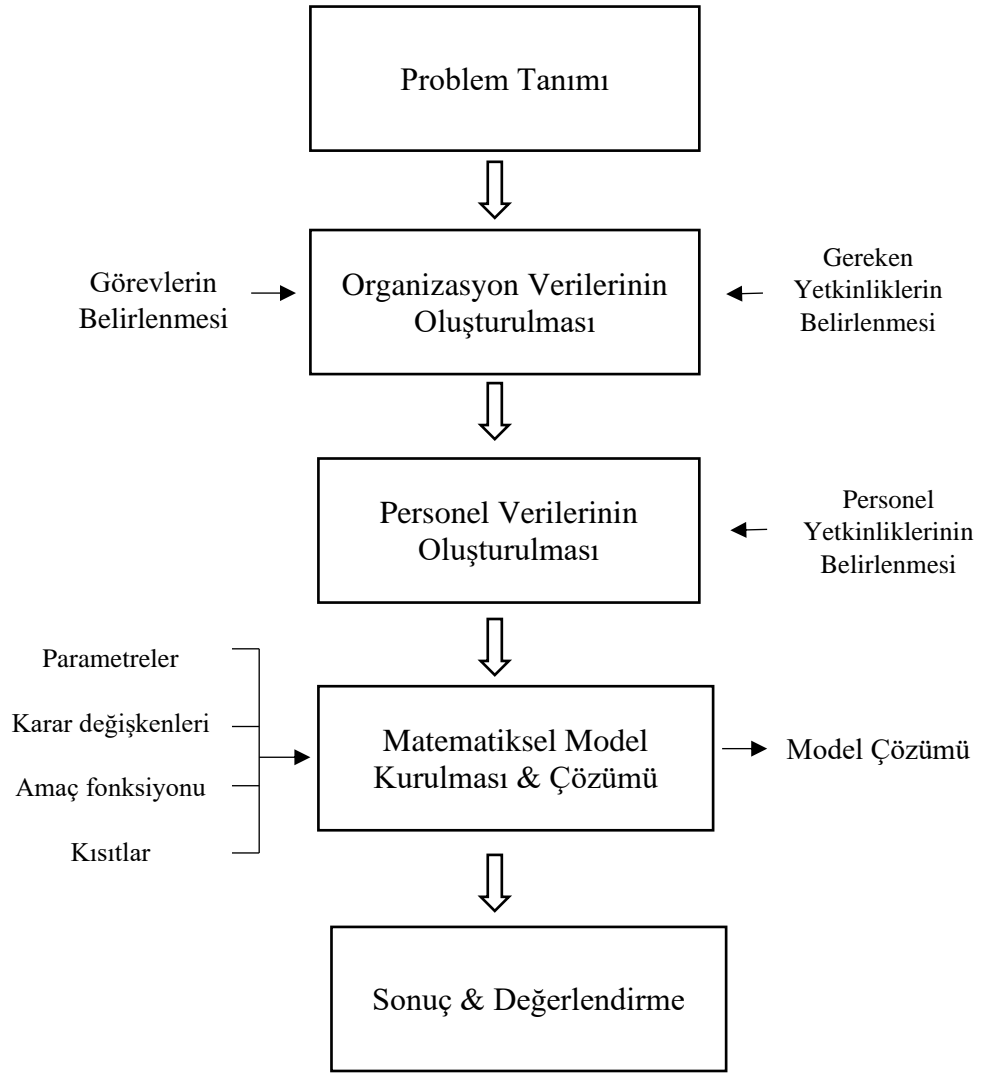 Problem Tanımı
Görevlerin
Belirlenmesi
Organizasyon Verilerinin
Oluşturulması
Gereken
Yetkinliklerin
Belirlenmesi
Personel Verilerinin
Oluşturulması
Personel
Yetkinliklerinin
Belirlenmesi
Parametreler
Karar değişkenleri
Amaç fonksiyonu
Kısıtlar
Matematiksel Model
Kurulması & Çözümü
Model Çözümü
Sonuç & Değerlendirme